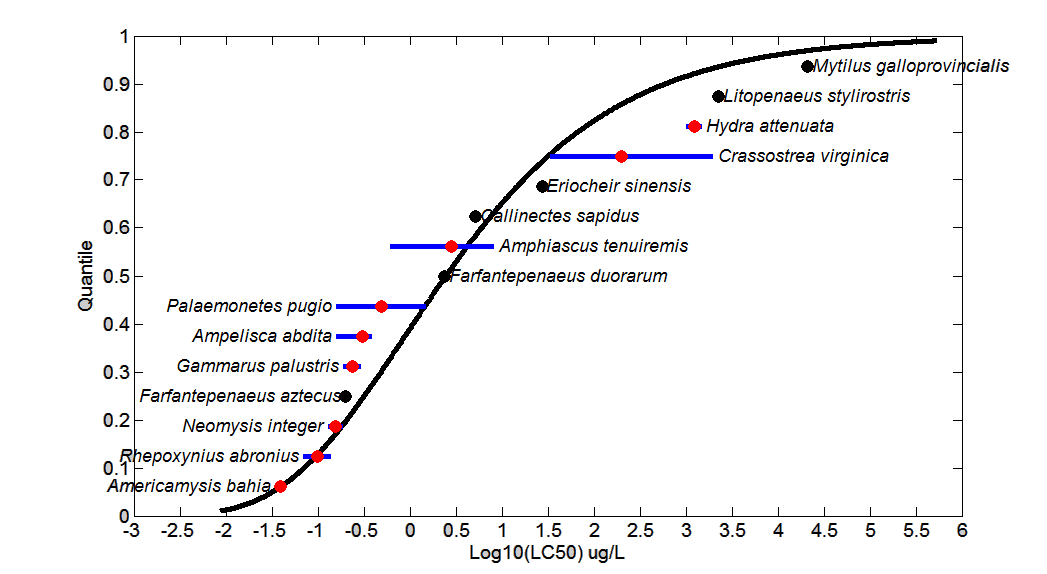 1
Mytilus galloprovincialis
0.9
Litopenaeus stylirostris
0.8
Hydra attenuata
Crassostrea virginica
0.7
Eriocheir sinensis
Callinectes sapidus
0.6
Amphiascus tenuiremis
Quantile
0.5
Farfantepenaeus duorarum
Palaemonetes pugio
0.4
Ampelisca abdita
Gammarus palustris
0.3
Farfantepenaeus aztecus
0.2
Neomysis integer
Rhepoxynius abronius
0.1
Americamysis bahia
0
-3 -2.5 -2 -1.5 -1 -0.5 0 0.5 1 1.5 2 2.5 3 3.5 4 4.5 5 5.5 6
Log10(LC50) ug/L